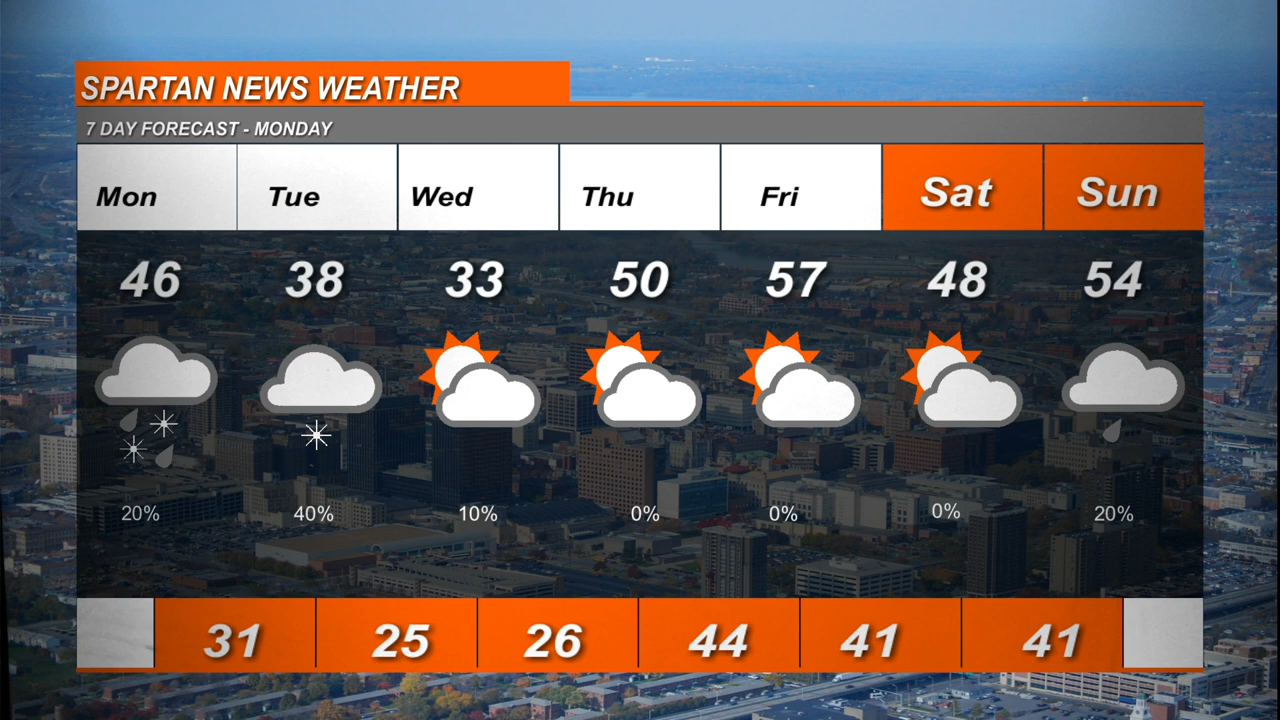 SPARTAN NEWS WEATHER
7 DAY FORECAST - MONDAY
Mon Tue Wed Thu Fri Sat Sun
46 38 33 50 57 48 54
20% 40% 10% 0% 0% 0% 20%
31 25 26 44 41 41